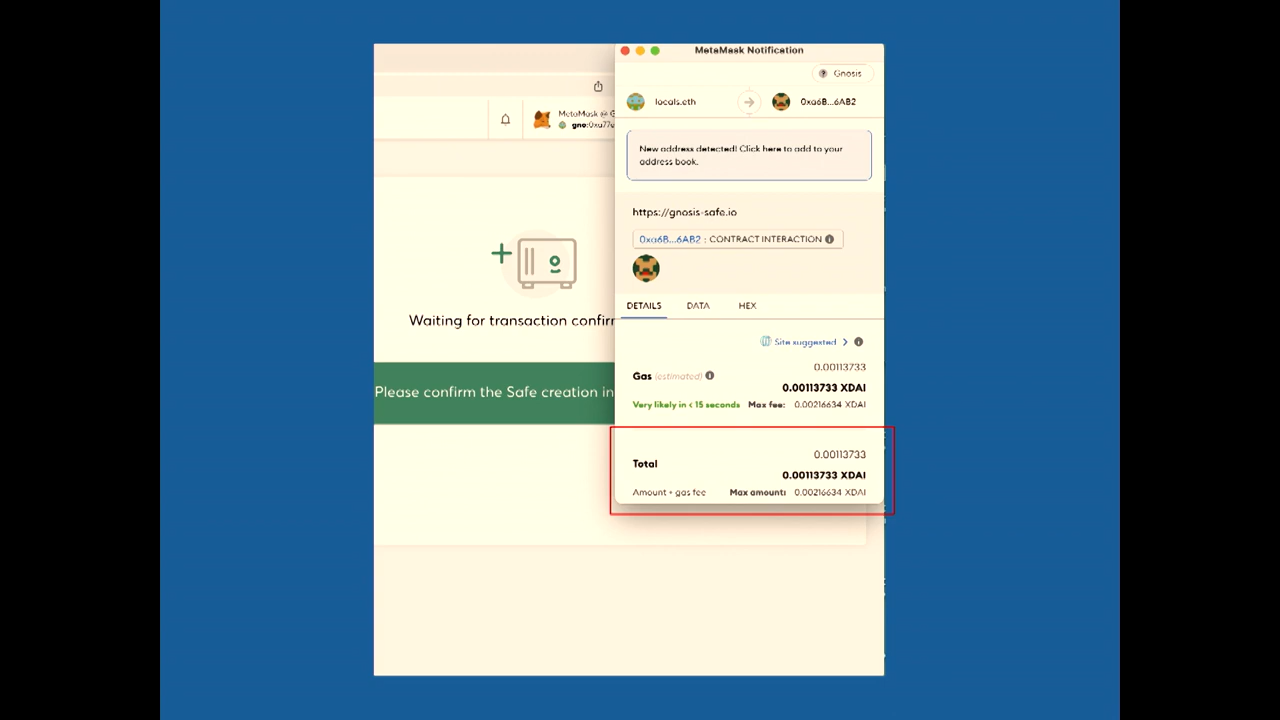 MetaMask Notification
Gnosis
locals.eth
0xa6B...6AB2
MetaMask @ G
gno:0xa77e
New address detected! Click here to add to your
address book.
https://gnosis-safe.io
0xa6B...6AB2 : CONTRACT INTERACTION
DETAILS DATA HEX
Waiting for transaction confir
Site suggested
0.00113733
Gas (estimated)
0.00113733 XDAI
Very likely in < 15 seconds Max fee: 0.00216634 XDAI
Please confirm the Safe creation in
0.00113733
Total
0.00113733 XDAI
Amount + gas fee Max amount: 0.00216634 XDAI